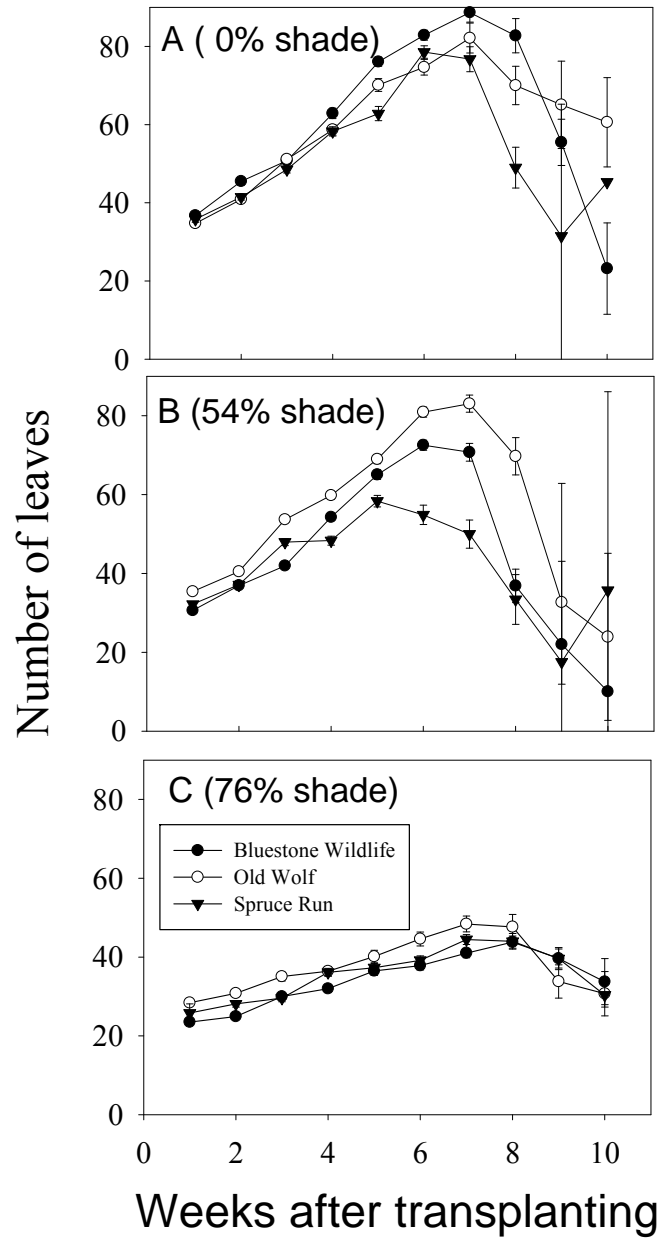 A ( 0% shade)
80
60
40
20
0
B (54% shade)
80
60
40
20
0
Number of leaves
C (76% shade)
Bluestone Wildlife
Old Wolf
Spruce Run
80
60
40
20
0
0 2 4 6 8 10
Weeks after transplanting